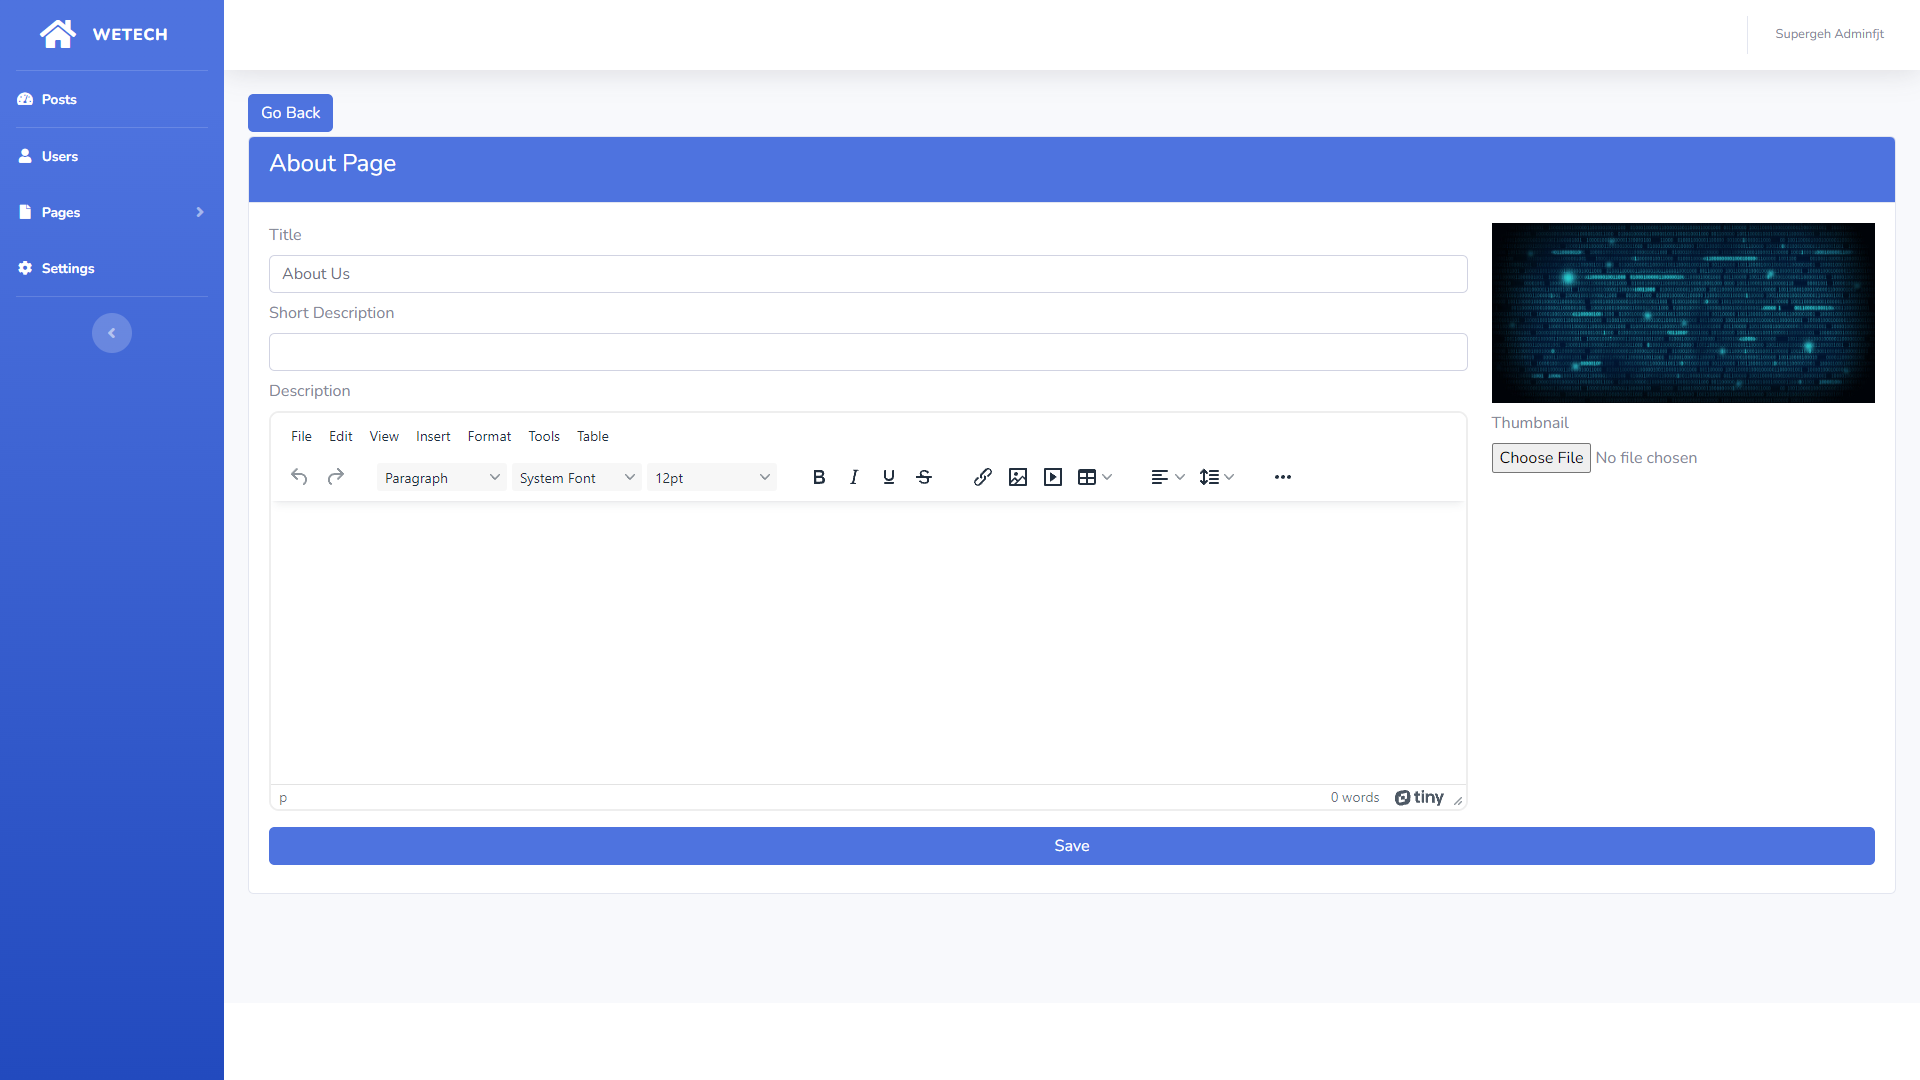 WETECH
Supergeh Adminfjt
Posts
Users
Pages
Settings
Go Back
About Page
Title
About Us
Short Description
Description
File Edit View Insert Format Tools Table
Paragraph System Font 12pt B I U S
p 0 words tiny
Thumbnail
Choose File No file chosen
Save